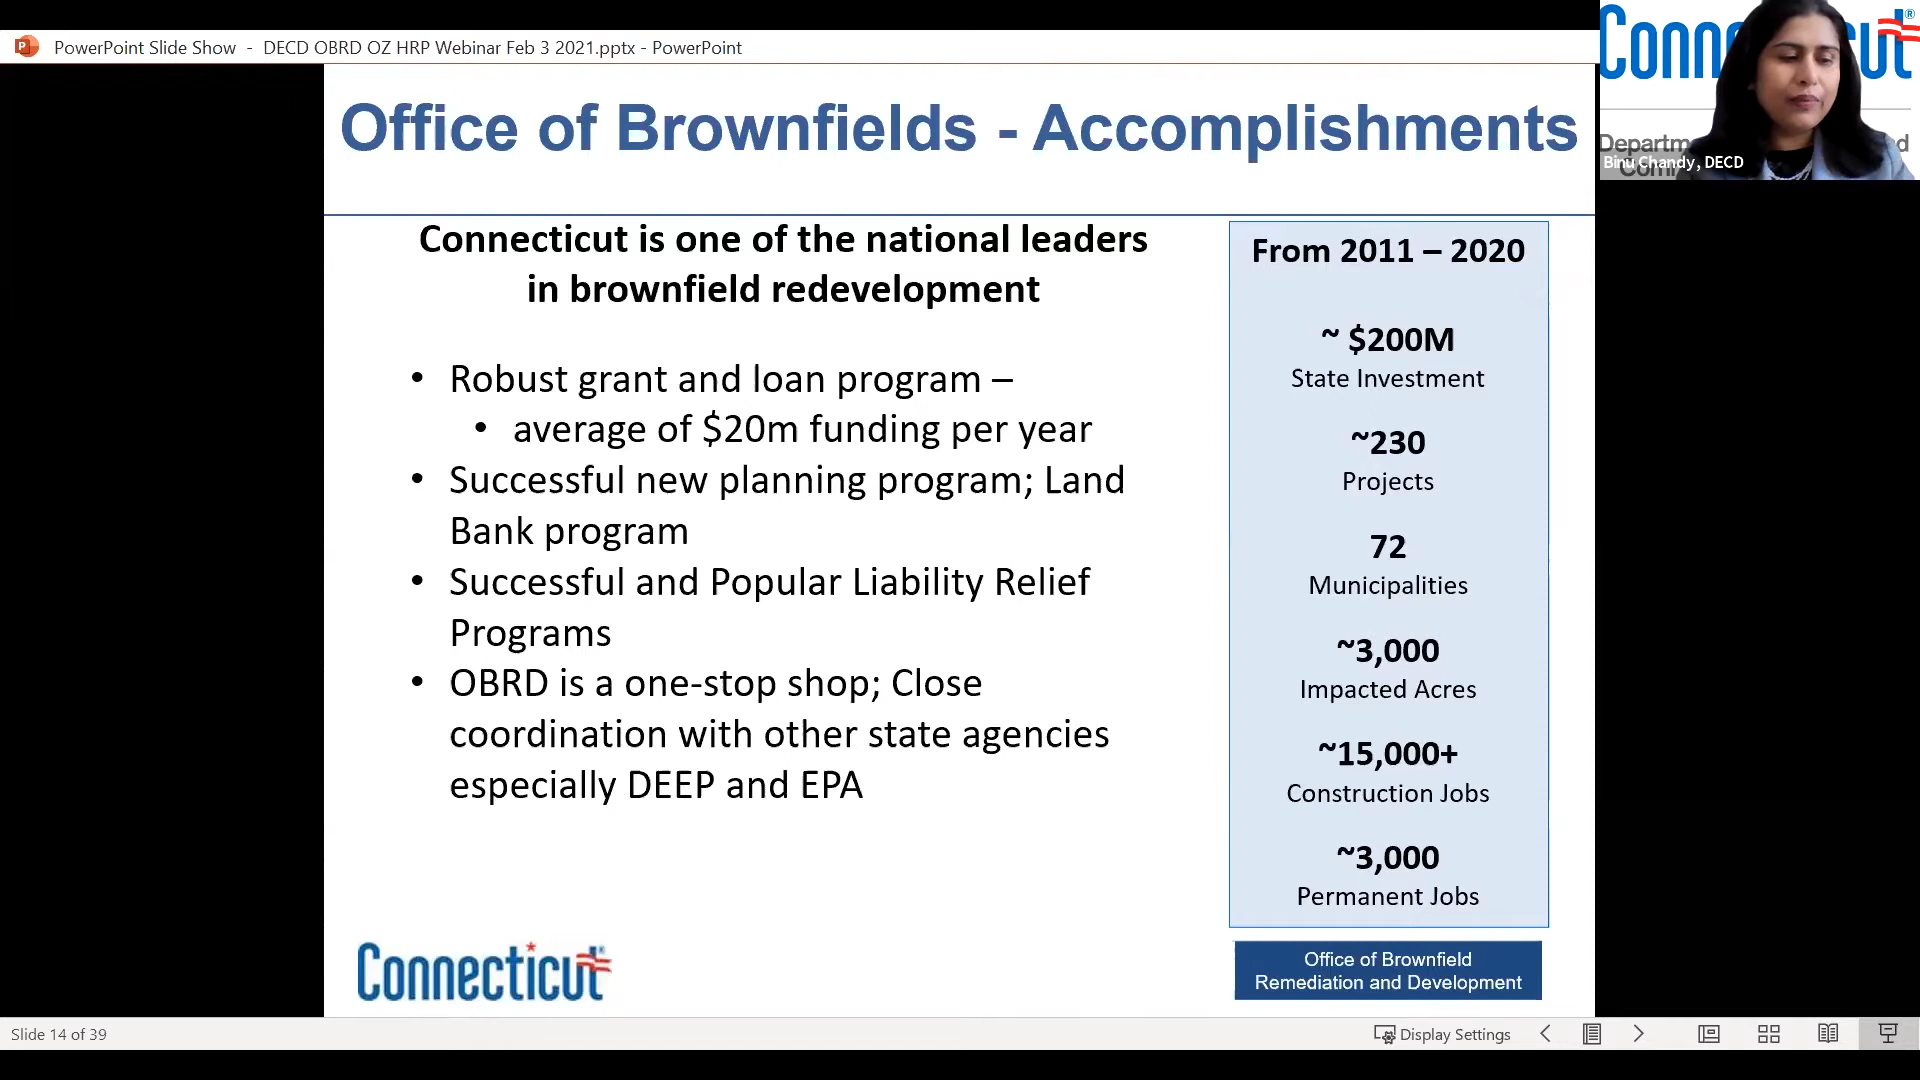 PowerPoint Slide Show - DECD OBRD OZ HRP Webinar Feb 3 2021.pptx - PowerPoint
Office of Brownfields - Accomplishments
Connecticut is one of the national leaders
in brownfield redevelopment
• Robust grant and loan program –
• average of $20m funding per year
• Successful new planning program; Land
Bank program
• Successful and Popular Liability Relief
Programs
• OBRD is a one-stop shop; Close
coordination with other state agencies
especially DEEP and EPA
From 2011 – 2020
~ $200M
State Investment
~230
Projects
72
Municipalities
~3,000
Impacted Acres
~15,000+
Construction Jobs
~3,000
Permanent Jobs
Connecticut
Office of Brownfield
Remediation and Development
Binu Chandy, DECD
Slide 14 of 39
Display Settings